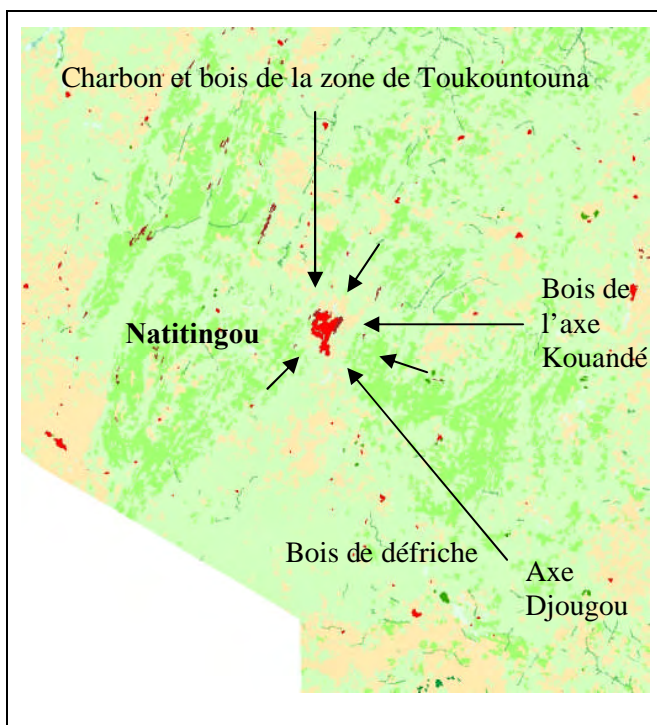 Charbon et bois de la zone de Toukountouna
Bois de
l’axe
Kouandé
Natitingou
Bois de défriche
Axe
Djougou